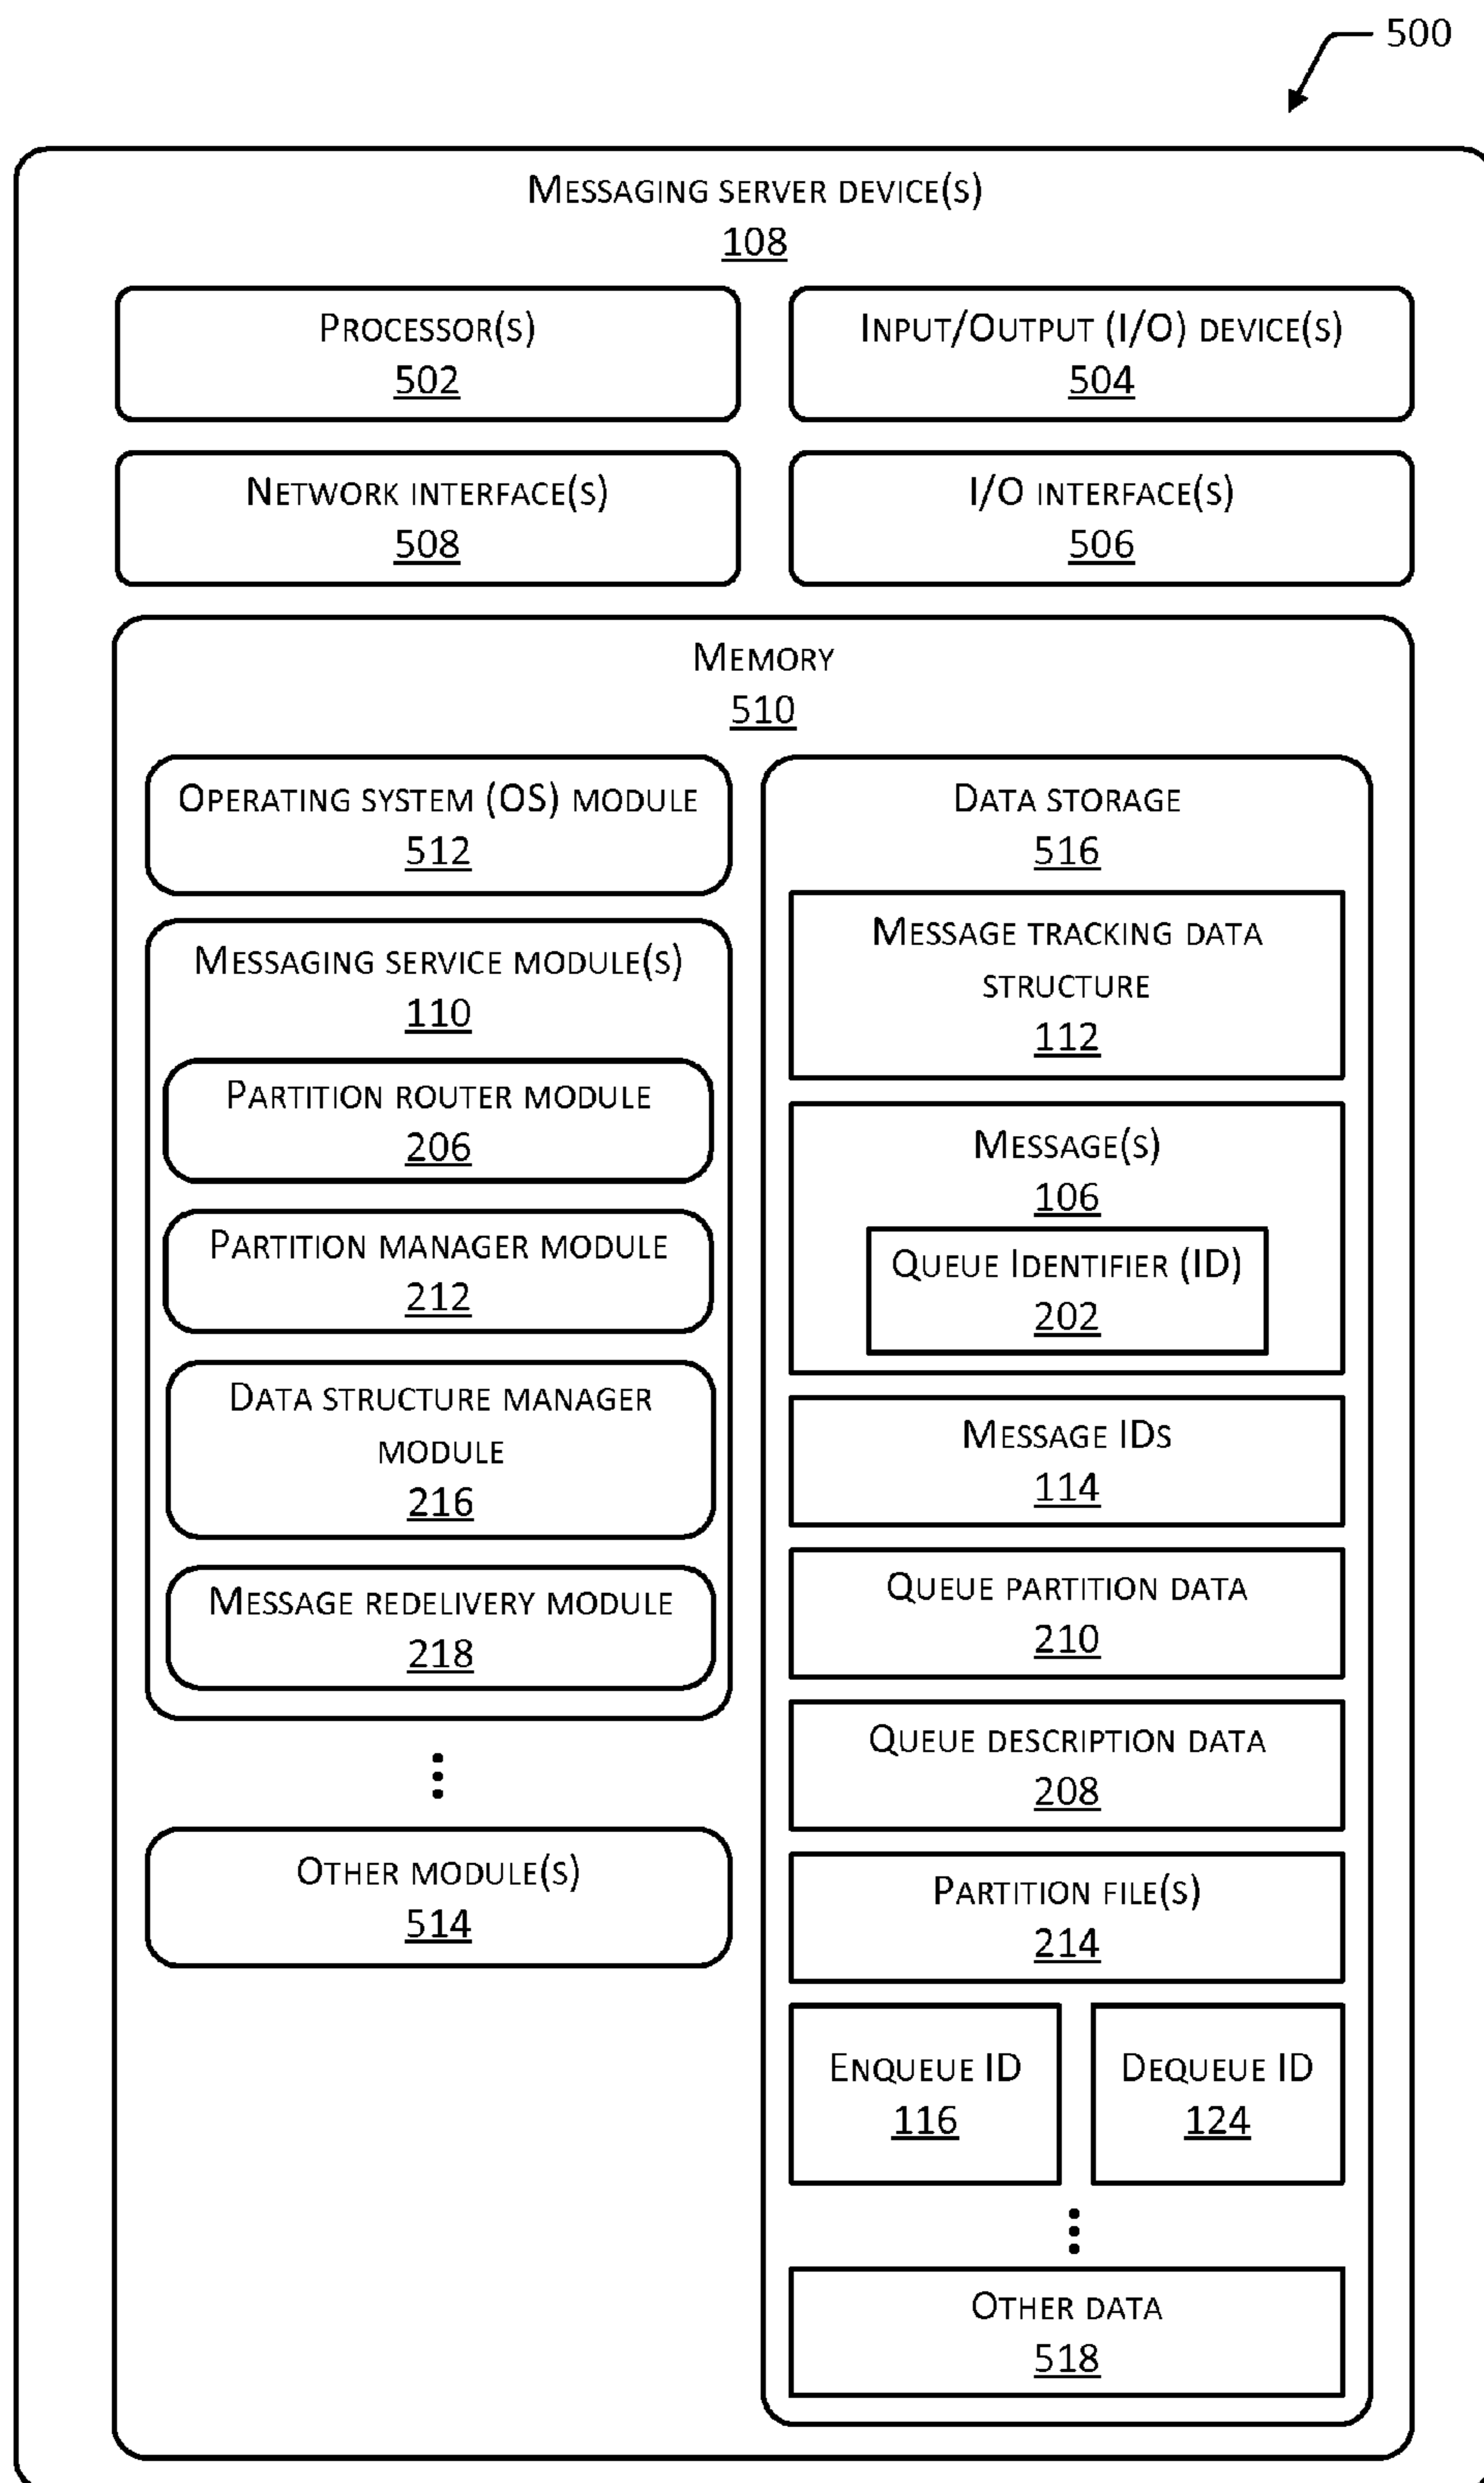 500
Messaging server device(s)
108
Processor(s)
502
Input/Output (I/O) device(s)
504
Network interface(s)
508
I/O interface(s)
506
Memory
510
Operating system (OS) module
512
Messaging service module(s)
110
Partition router module
206
Partition manager module
212
Data structure manager
module
216
Message redelivery module
218
Other module(s)
514
Data storage
516
Message tracking data
structure
112
Message(s)
106
Queue Identifier (ID)
202
Message IDs
114
Queue partition data
210
Queue description data
208
Partition file(s)
214
Enqueue ID
116
Dequeue ID
124
Other data
518